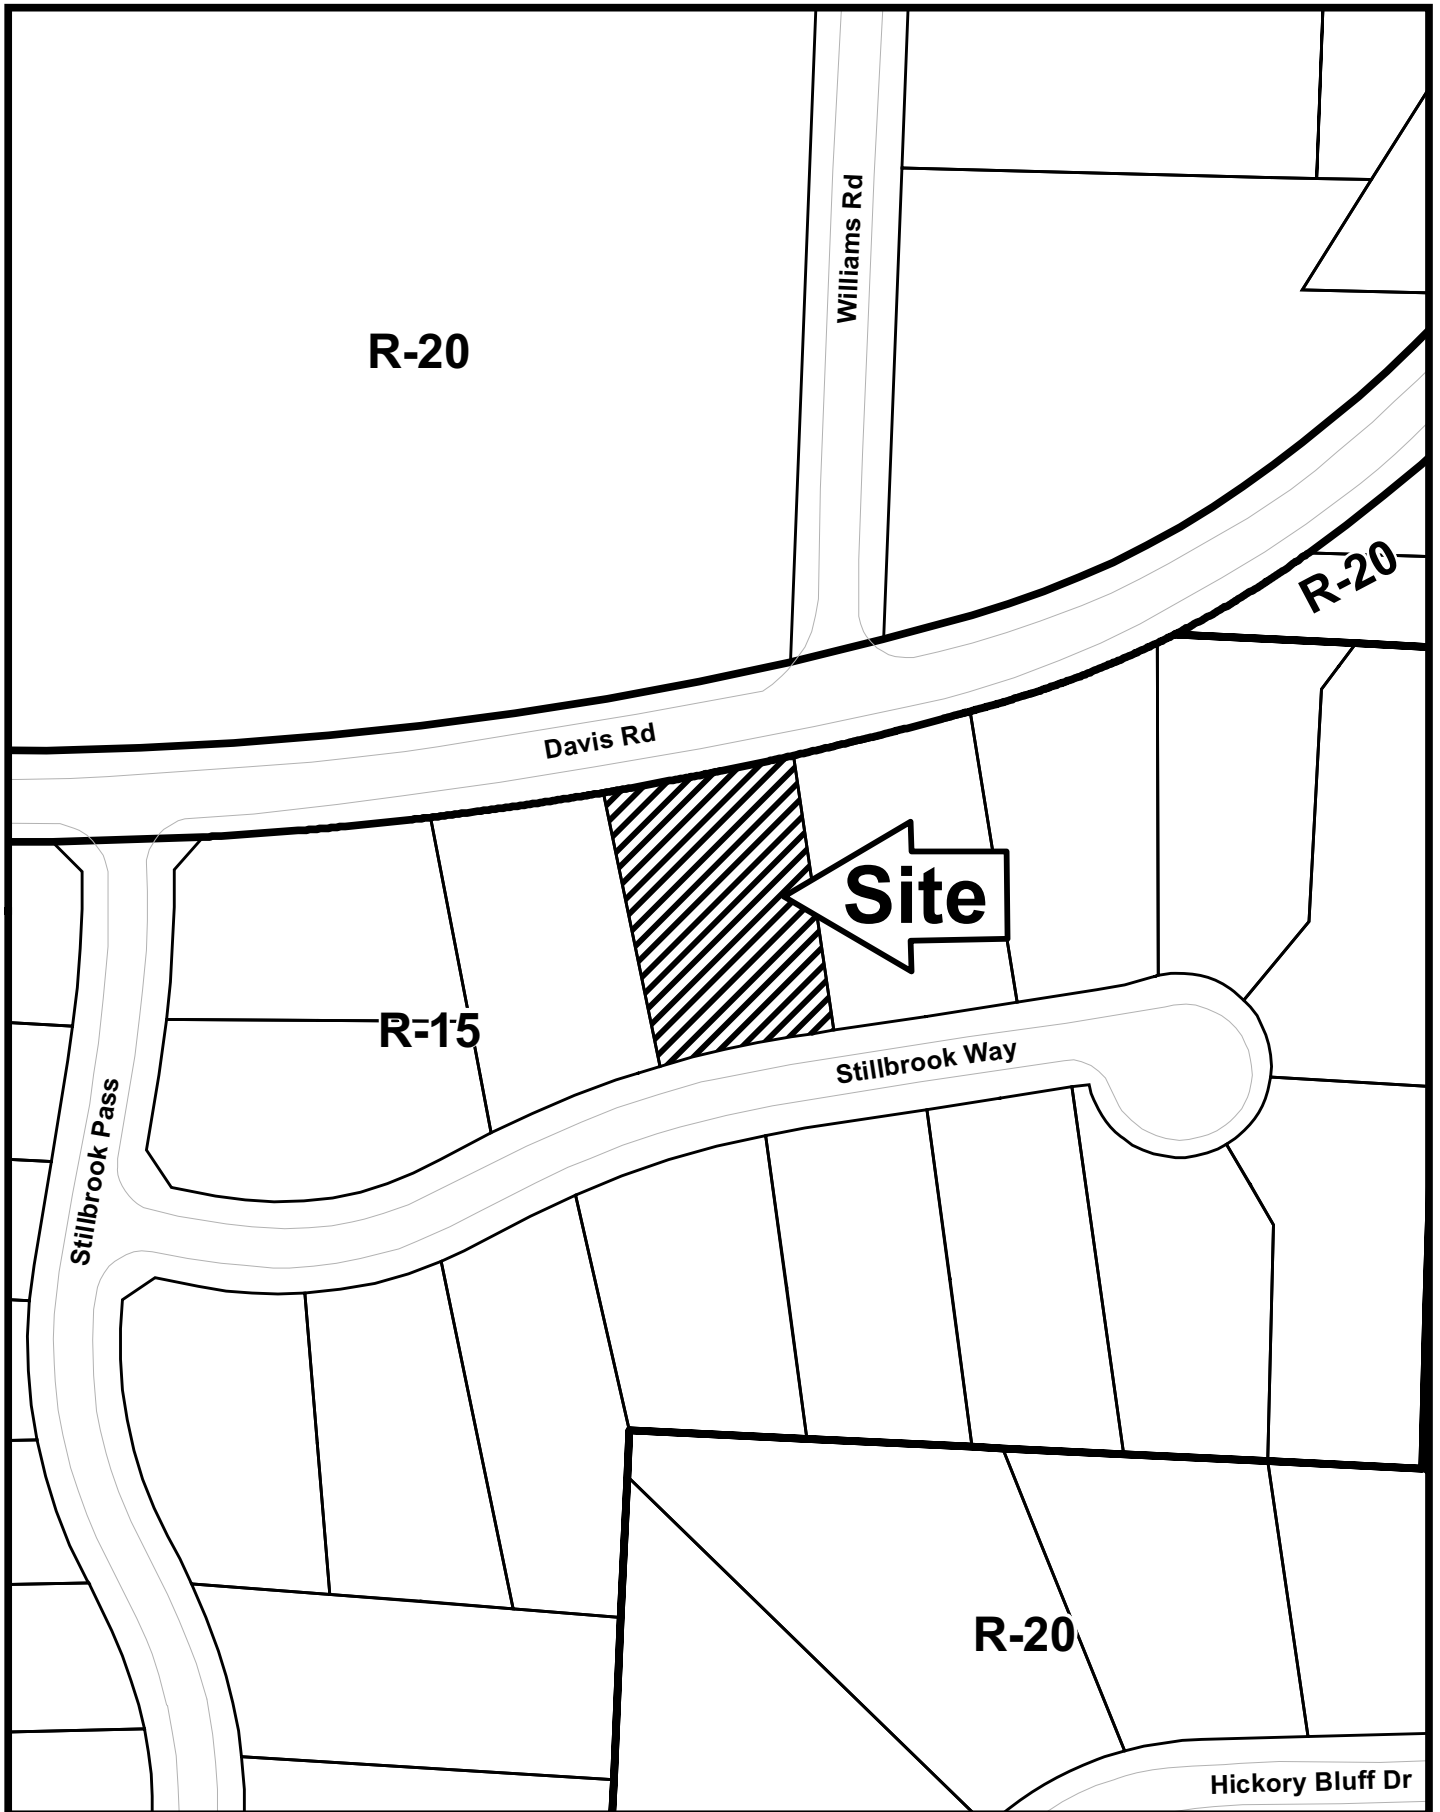 Williams Rd
R-20
R-20
Davis Rd
Site
R-15
Stillbrook Way
Stillbrook Pass
R-20
Hickory Bluff Dr